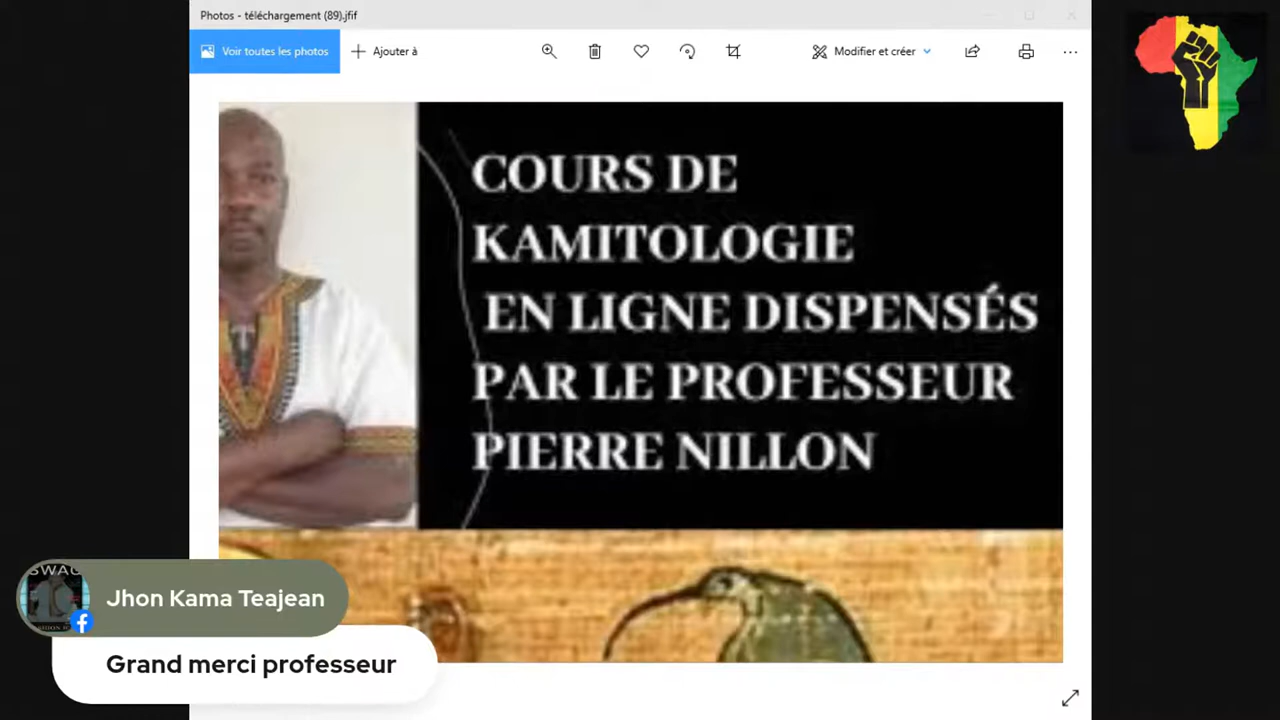 Photos - téléchargement (89).jfif
Voir toutes les photos
Ajouter à
Modifier et créer
COURS DE
KAMITOLOGIE
EN LIGNE DISPENSÉS
PAR LE PROFESSEUR
PIERRE NILLON
SWAG
Jhon Kama Teajean
Grand merci professeur